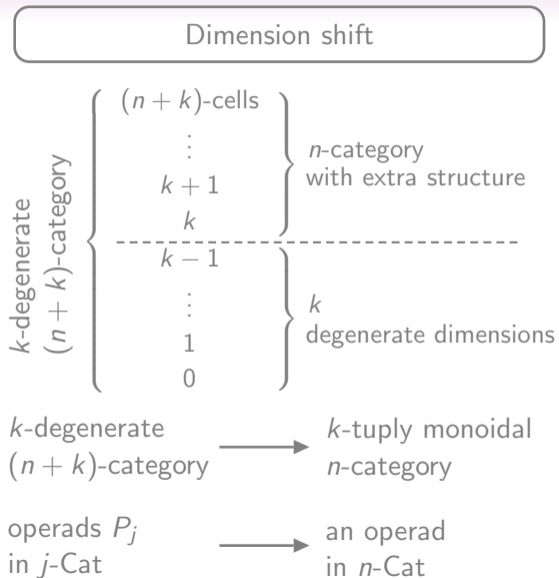 Dimension shift
k-degenerate
(n + k)-category
(n + k)-cells
⋮
k + 1
k
k − 1
⋮
1
0
n-category
with extra structure
k
degenerate dimensions
k-degenerate
(n + k)-category
k-tuply monoidal
n-category
operads P_j
in j-Cat
an operad
in n-Cat